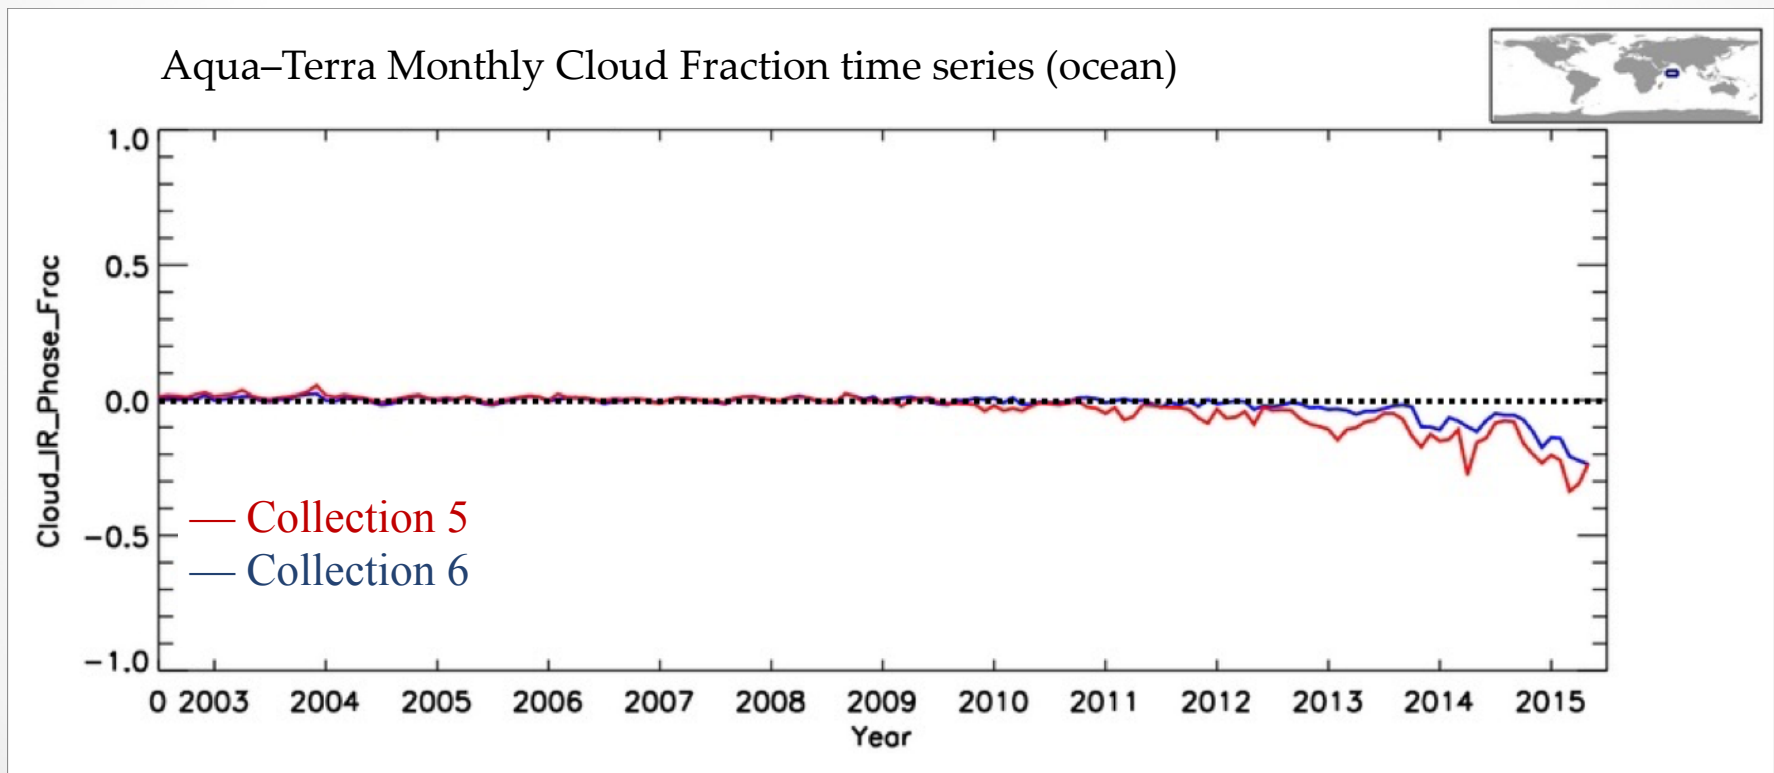 Aqua–Terra Monthly Cloud Fraction time series (ocean)
1.0
0.5
0.0
−0.5
−1.0
Cloud_IR_Phase_Frac
— Collection 5
— Collection 6
0 2003 2004 2005 2006 2007 2008 2009 2010 2011 2012 2013 2014 2015
Year